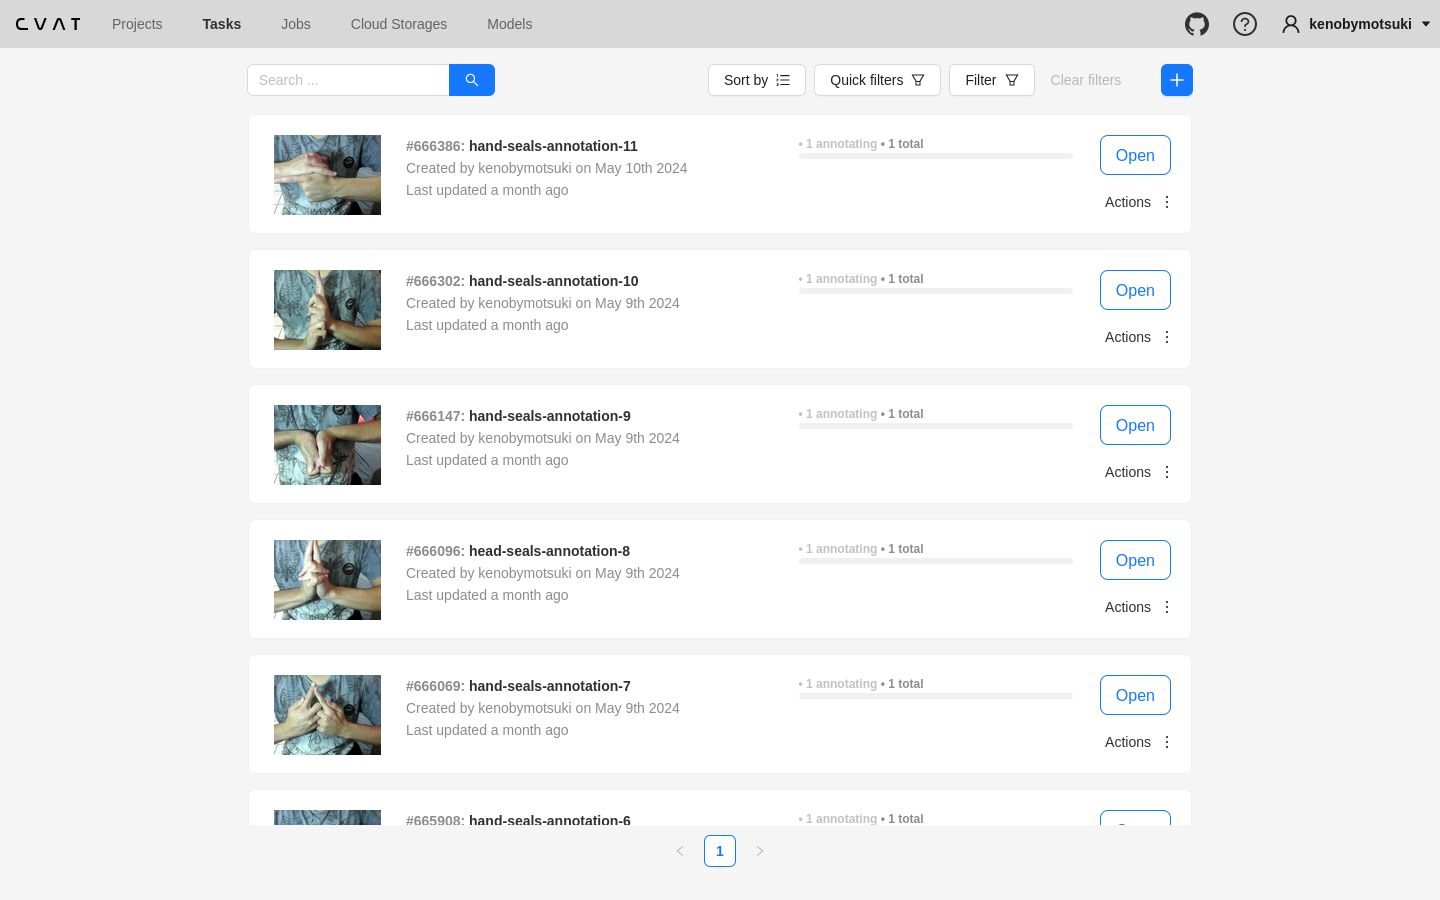 CVAT Projects Tasks Jobs Cloud Storages Models kenobymotsuki
Search ... Sort by Quick filters Filter Clear filters
#666386: hand-seals-annotation-11
Created by kenobymotsuki on May 10th 2024
Last updated a month ago
• 1 annotating • 1 total
Open
Actions
#666302: hand-seals-annotation-10
Created by kenobymotsuki on May 9th 2024
Last updated a month ago
• 1 annotating • 1 total
Open
Actions
#666147: hand-seals-annotation-9
Created by kenobymotsuki on May 9th 2024
Last updated a month ago
• 1 annotating • 1 total
Open
Actions
#666096: head-seals-annotation-8
Created by kenobymotsuki on May 9th 2024
Last updated a month ago
• 1 annotating • 1 total
Open
Actions
#666069: hand-seals-annotation-7
Created by kenobymotsuki on May 9th 2024
Last updated a month ago
• 1 annotating • 1 total
Open
Actions
#665908: hand-seals-annotation-6
• 1 annotating • 1 total
1